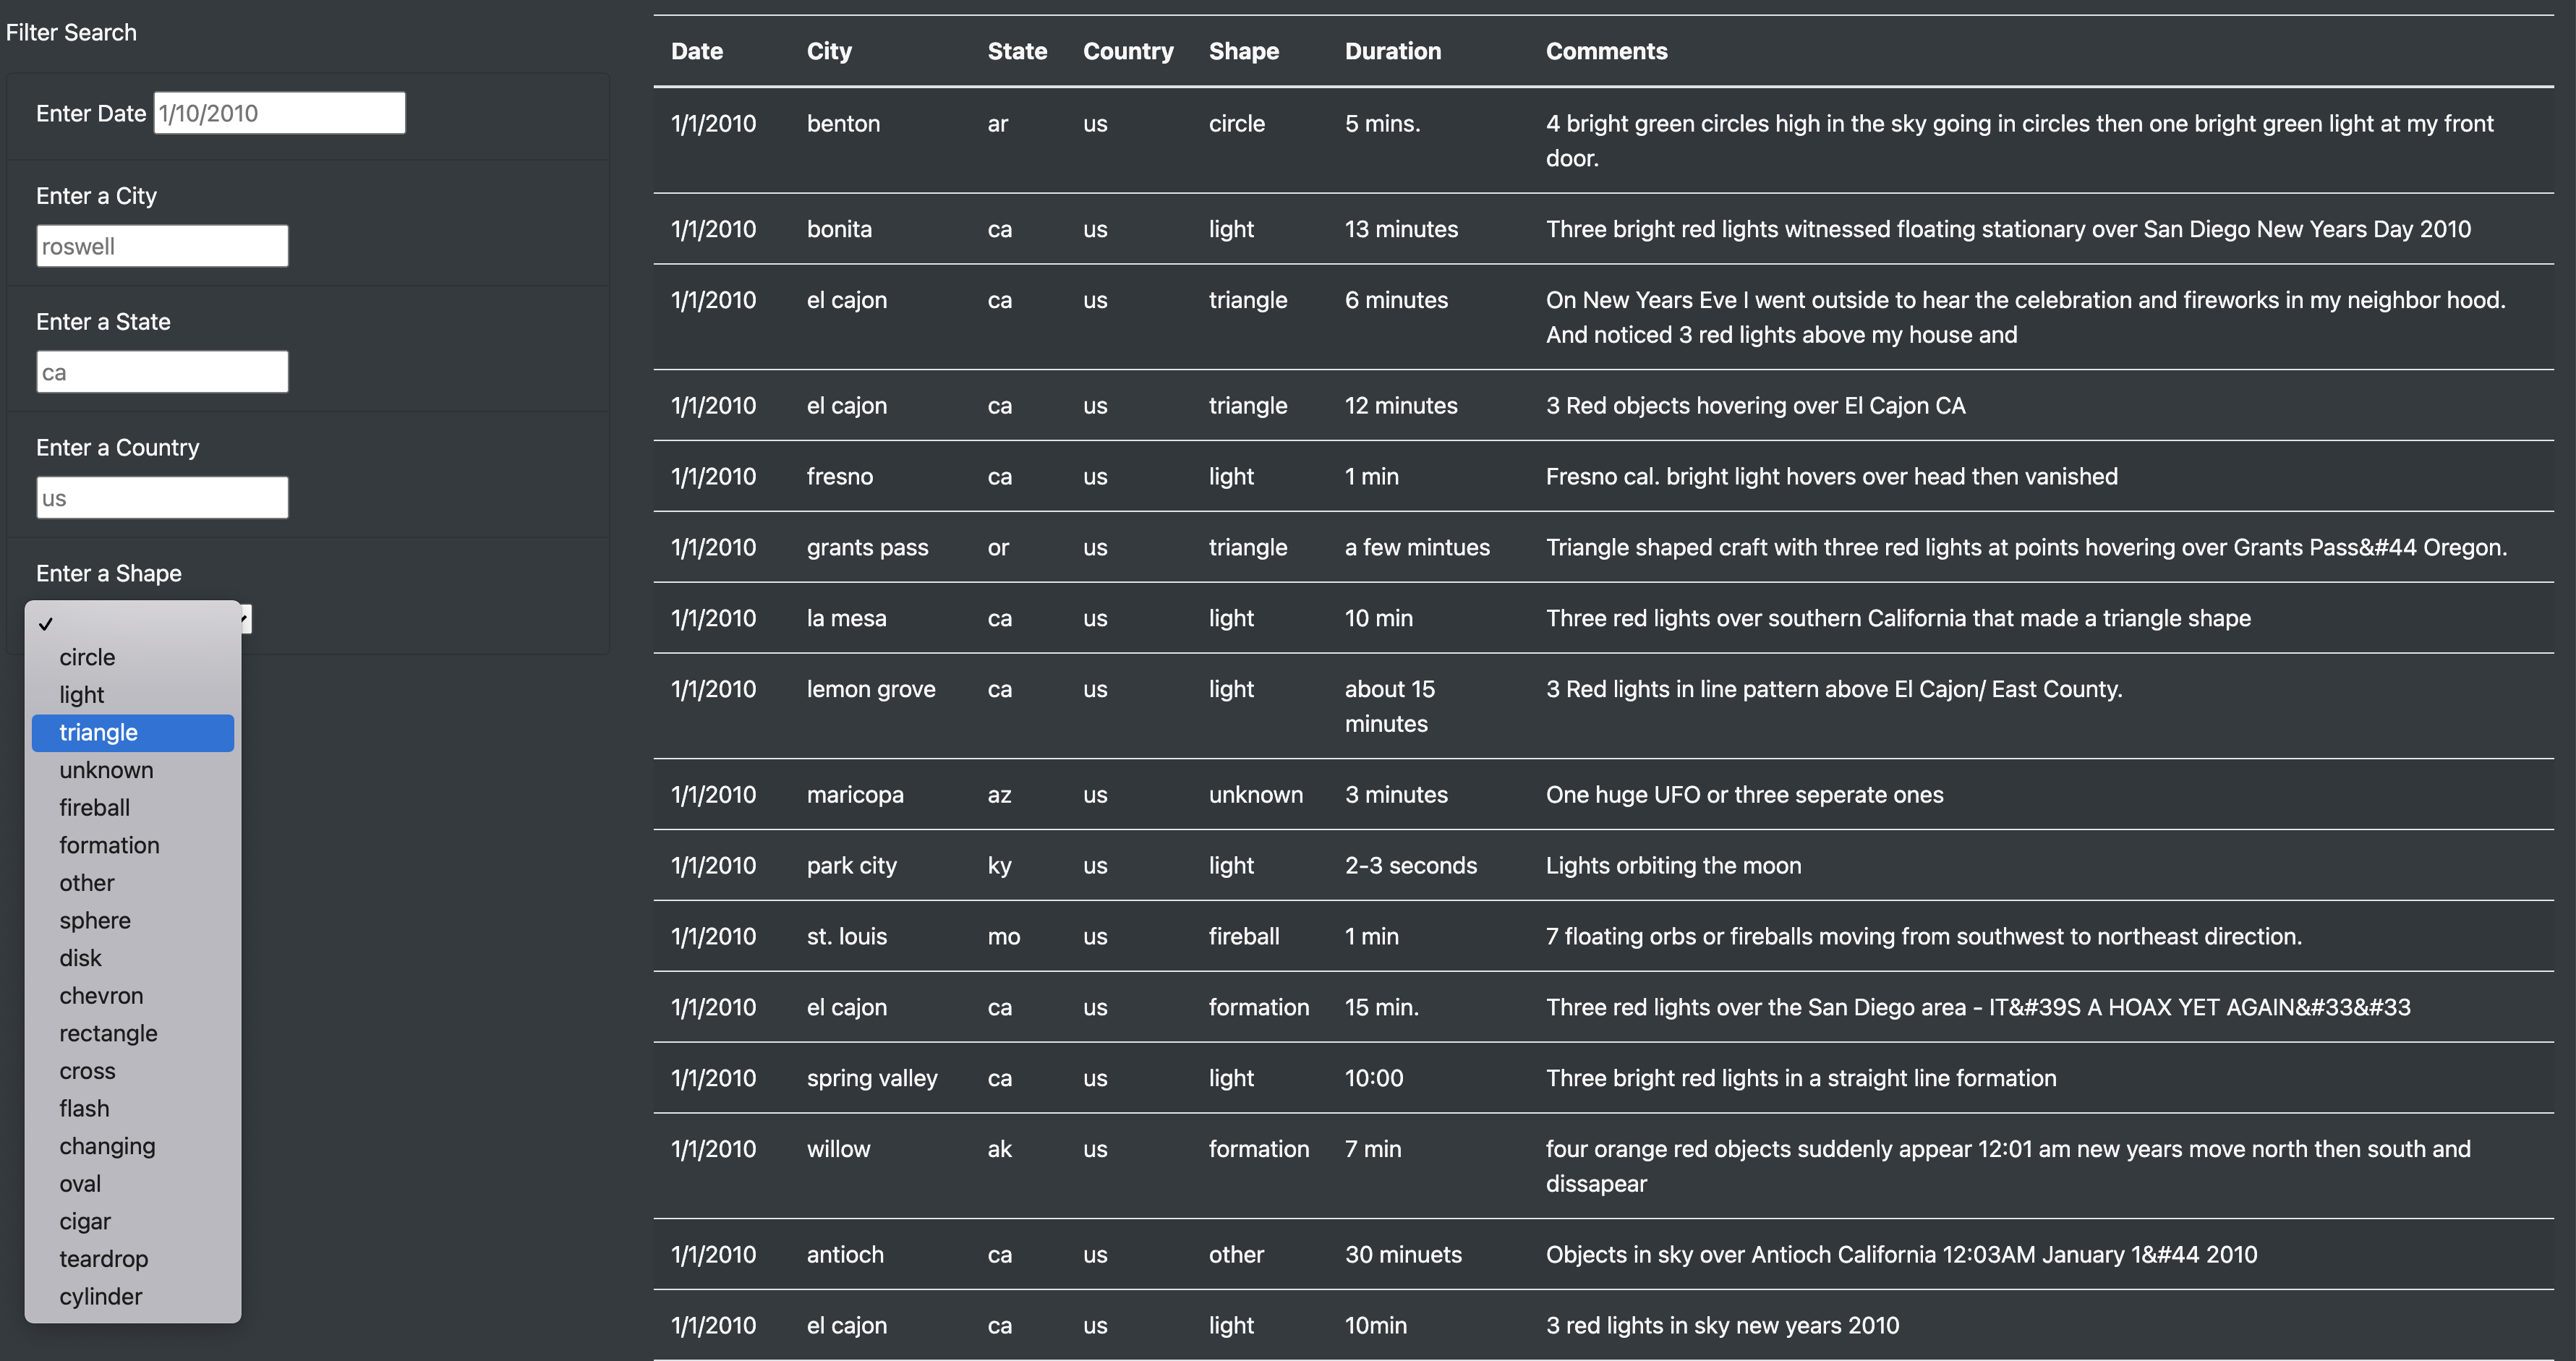 Filter Search
Enter Date 1/10/2010
Enter a City
roswell
Enter a State
ca
Enter a Country
us
Enter a Shape
✓
circle
light
triangle
unknown
fireball
formation
other
sphere
disk
chevron
rectangle
cross
flash
changing
oval
cigar
teardrop
cylinder
Date City State Country Shape Duration Comments
1/1/2010 benton ar us circle 5 mins. 4 bright green circles high in the sky going in circles then one bright green light at my front
door.
1/1/2010 bonita ca us light 13 minutes Three bright red lights witnessed floating stationary over San Diego New Years Day 2010
1/1/2010 el cajon ca us triangle 6 minutes On New Years Eve I went outside to hear the celebration and fireworks in my neighbor hood.
And noticed 3 red lights above my house and
1/1/2010 el cajon ca us triangle 12 minutes 3 Red objects hovering over El Cajon CA
1/1/2010 fresno ca us light 1 min Fresno cal. bright light hovers over head then vanished
1/1/2010 grants pass or us triangle a few mintues Triangle shaped craft with three red lights at points hovering over Grants Pass&#44 Oregon.
1/1/2010 la mesa ca us light 10 min Three red lights over southern California that made a triangle shape
1/1/2010 lemon grove ca us light about 15 3 Red lights in line pattern above El Cajon/ East County.
minutes
1/1/2010 maricopa az us unknown 3 minutes One huge UFO or three seperate ones
1/1/2010 park city ky us light 2-3 seconds Lights orbiting the moon
1/1/2010 st. louis mo us fireball 1 min 7 floating orbs or fireballs moving from southwest to northeast direction.
1/1/2010 el cajon ca us formation 15 min. Three red lights over the San Diego area - IT&#39S A HOAX YET AGAIN&#33&#33
1/1/2010 spring valley ca us light 10:00 Three bright red lights in a straight line formation
1/1/2010 willow ak us formation 7 min four orange red objects suddenly appear 12:01 am new years move north then south and
dissapear
1/1/2010 antioch ca us other 30 minuets Objects in sky over Antioch California 12:03AM January 1&#44 2010
1/1/2010 el cajon ca us light 10min 3 red lights in sky new years 2010